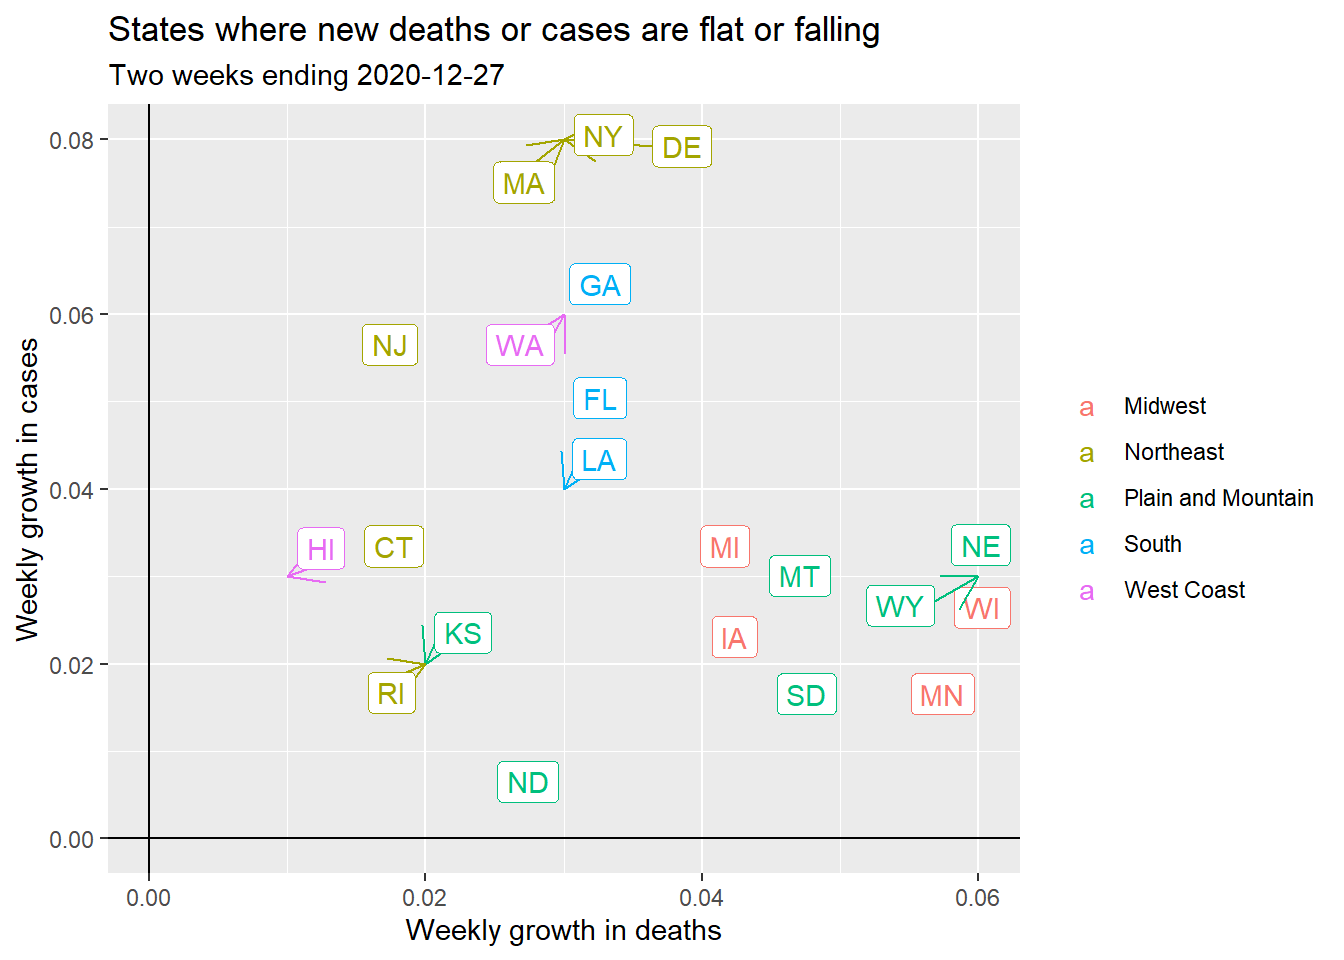 States where new deaths or cases are flat or falling
Two weeks ending 2020-12-27
Weekly growth in cases
0.08
0.06
0.04
0.02
0.00
NY
DE
MA
GA
NJ
WA
FL
LA
HI
CT
MI
NE
MT
WY
WI
KS
IA
RI
SD
MN
ND
0.00 0.02 0.04 0.06
Weekly growth in deaths
a Midwest
a Northeast
a Plain and Mountain
a South
a West Coast